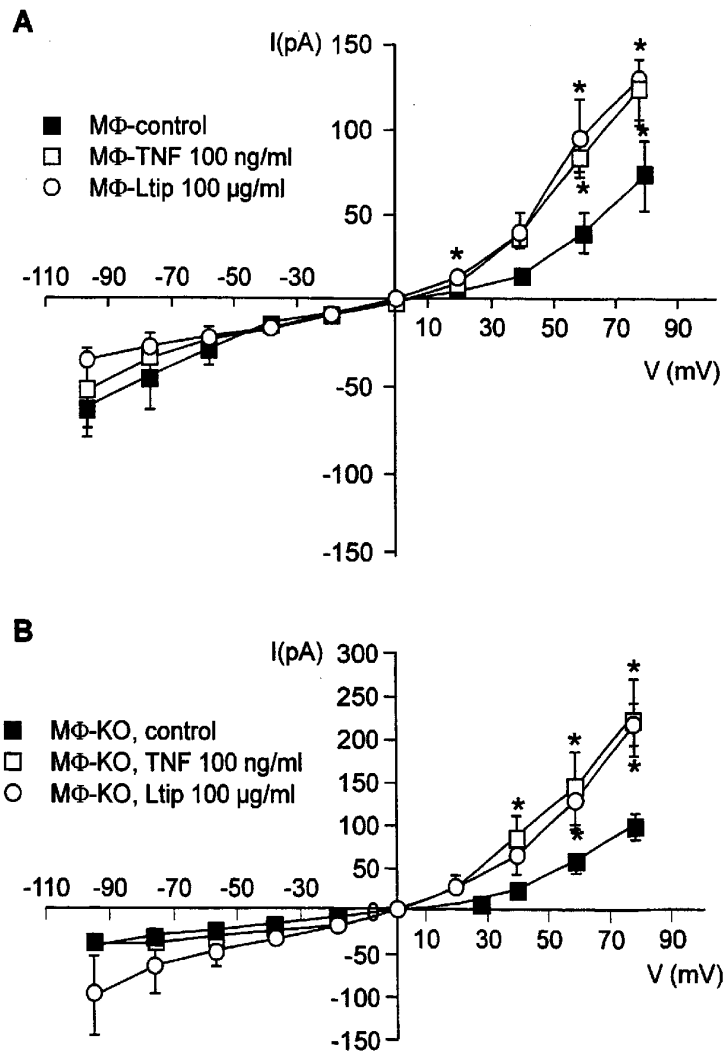 A
I(pA)
150
100
50
-50
-100
-150
MΦ-control
MΦ-TNF 100 ng/ml
MΦ-Ltip 100 µg/ml
-110 -90 -70 -50 -30
10 30 50 70 90
V (mV)
* * * * *
B
I(pA)
300
250
200
150
100
50
0
-50
-100
-150
MΦ-KO, control
MΦ-KO, TNF 100 ng/ml
MΦ-KO, Ltip 100 µg/ml
-110 -90 -70 -50 -30
10 30 50 70 90
V (mV)
* * * * *